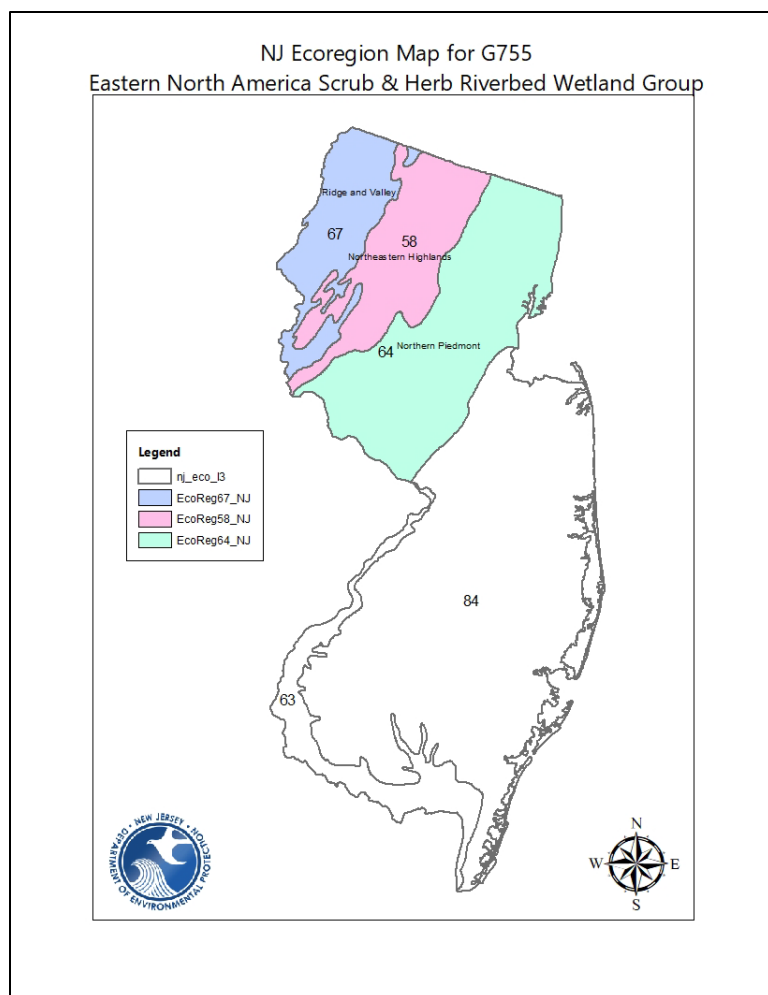 NJ Ecoregion Map for G755
Eastern North America Scrub & Herb Riverbed Wetland Group
Ridge and Valley
67
58
Northeastern Highlands
64 Northern Piedmont
Legend
nj_eco_l3
EcoReg67_NJ
EcoReg58_NJ
EcoReg64_NJ
84
63
• NEW JERSEY •
DEPARTMENT OF ENVIRONMENTAL PROTECTION
N
W E
S